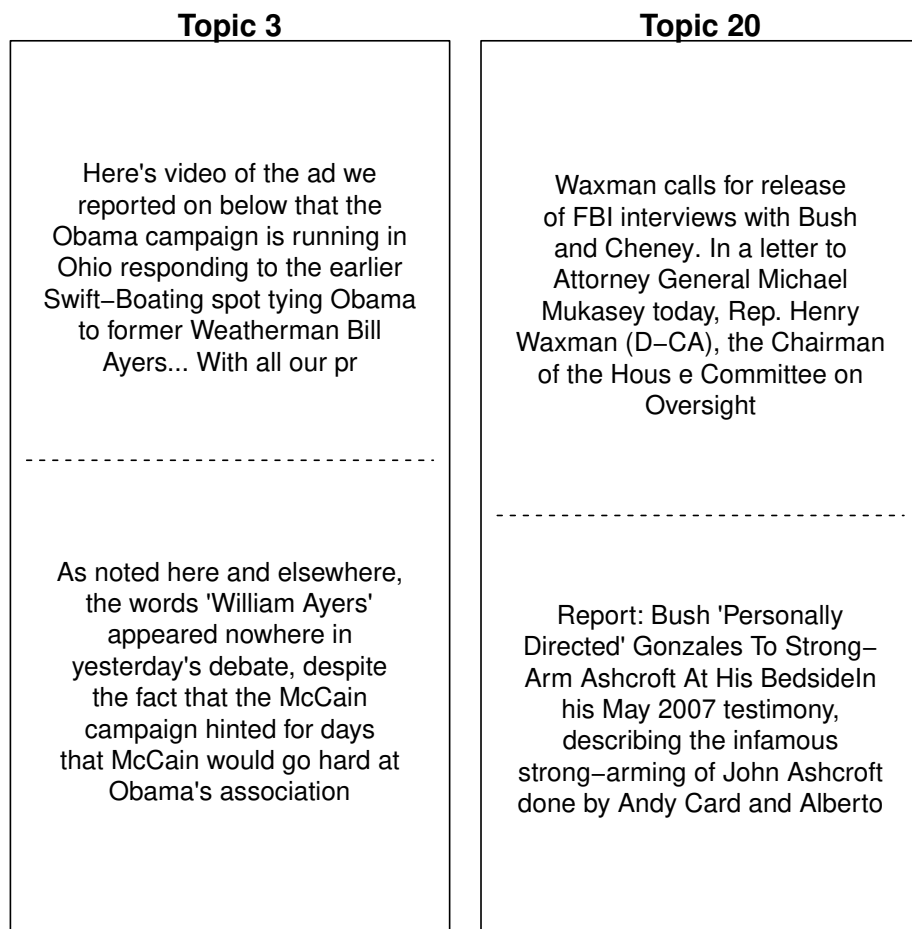 Topic 3
Here's video of the ad we
reported on below that the
Obama campaign is running in
Ohio responding to the earlier
Swift−Boating spot tying Obama
to former Weatherman Bill
Ayers... With all our pr
As noted here and elsewhere,
the words 'William Ayers'
appeared nowhere in
yesterday's debate, despite
the fact that the McCain
campaign hinted for days
that McCain would go hard at
Obama's association
Topic 20
Waxman calls for release
of FBI interviews with Bush
and Cheney. In a letter to
Attorney General Michael
Mukasey today, Rep. Henry
Waxman (D−CA), the Chairman
of the Hous e Committee on
Oversight
Report: Bush 'Personally
Directed' Gonzales To Strong−
Arm Ashcroft At His BedsideIn
his May 2007 testimony,
describing the infamous
strong−arming of John Ashcroft
done by Andy Card and Alberto